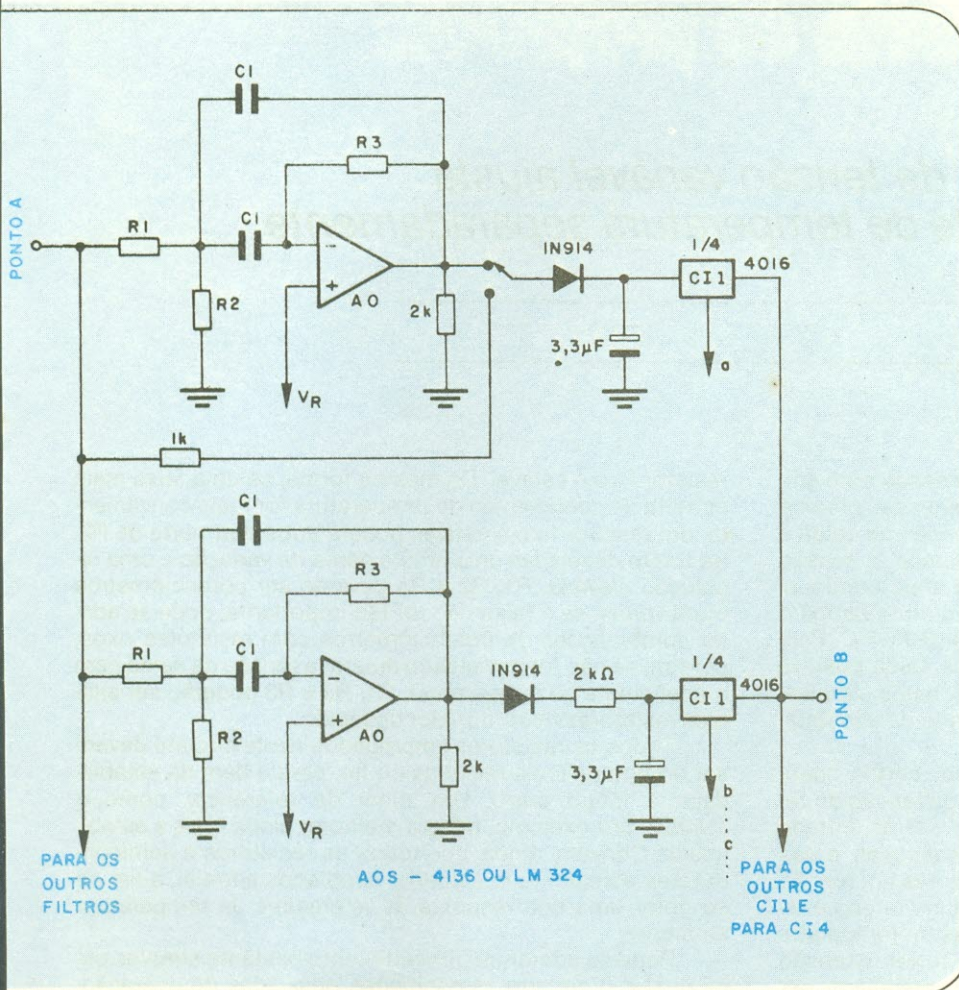 C1
R3
PONTO A
R1
C1
R2
-
+
AO
2k
VR
1N914
3,3µF
1/4
CI1
4016
a
1k
C1
R3
R1
C1
R2
-
+
AO
2k
VR
1N914
2kΩ
3,3µF
1/4
CI1
4016
b
c
PONTO B
PARA OS
OUTROS
FILTROS
AOS – 4136 OU LM 324
PARA OS
OUTROS
CI1 E
PARA CI4